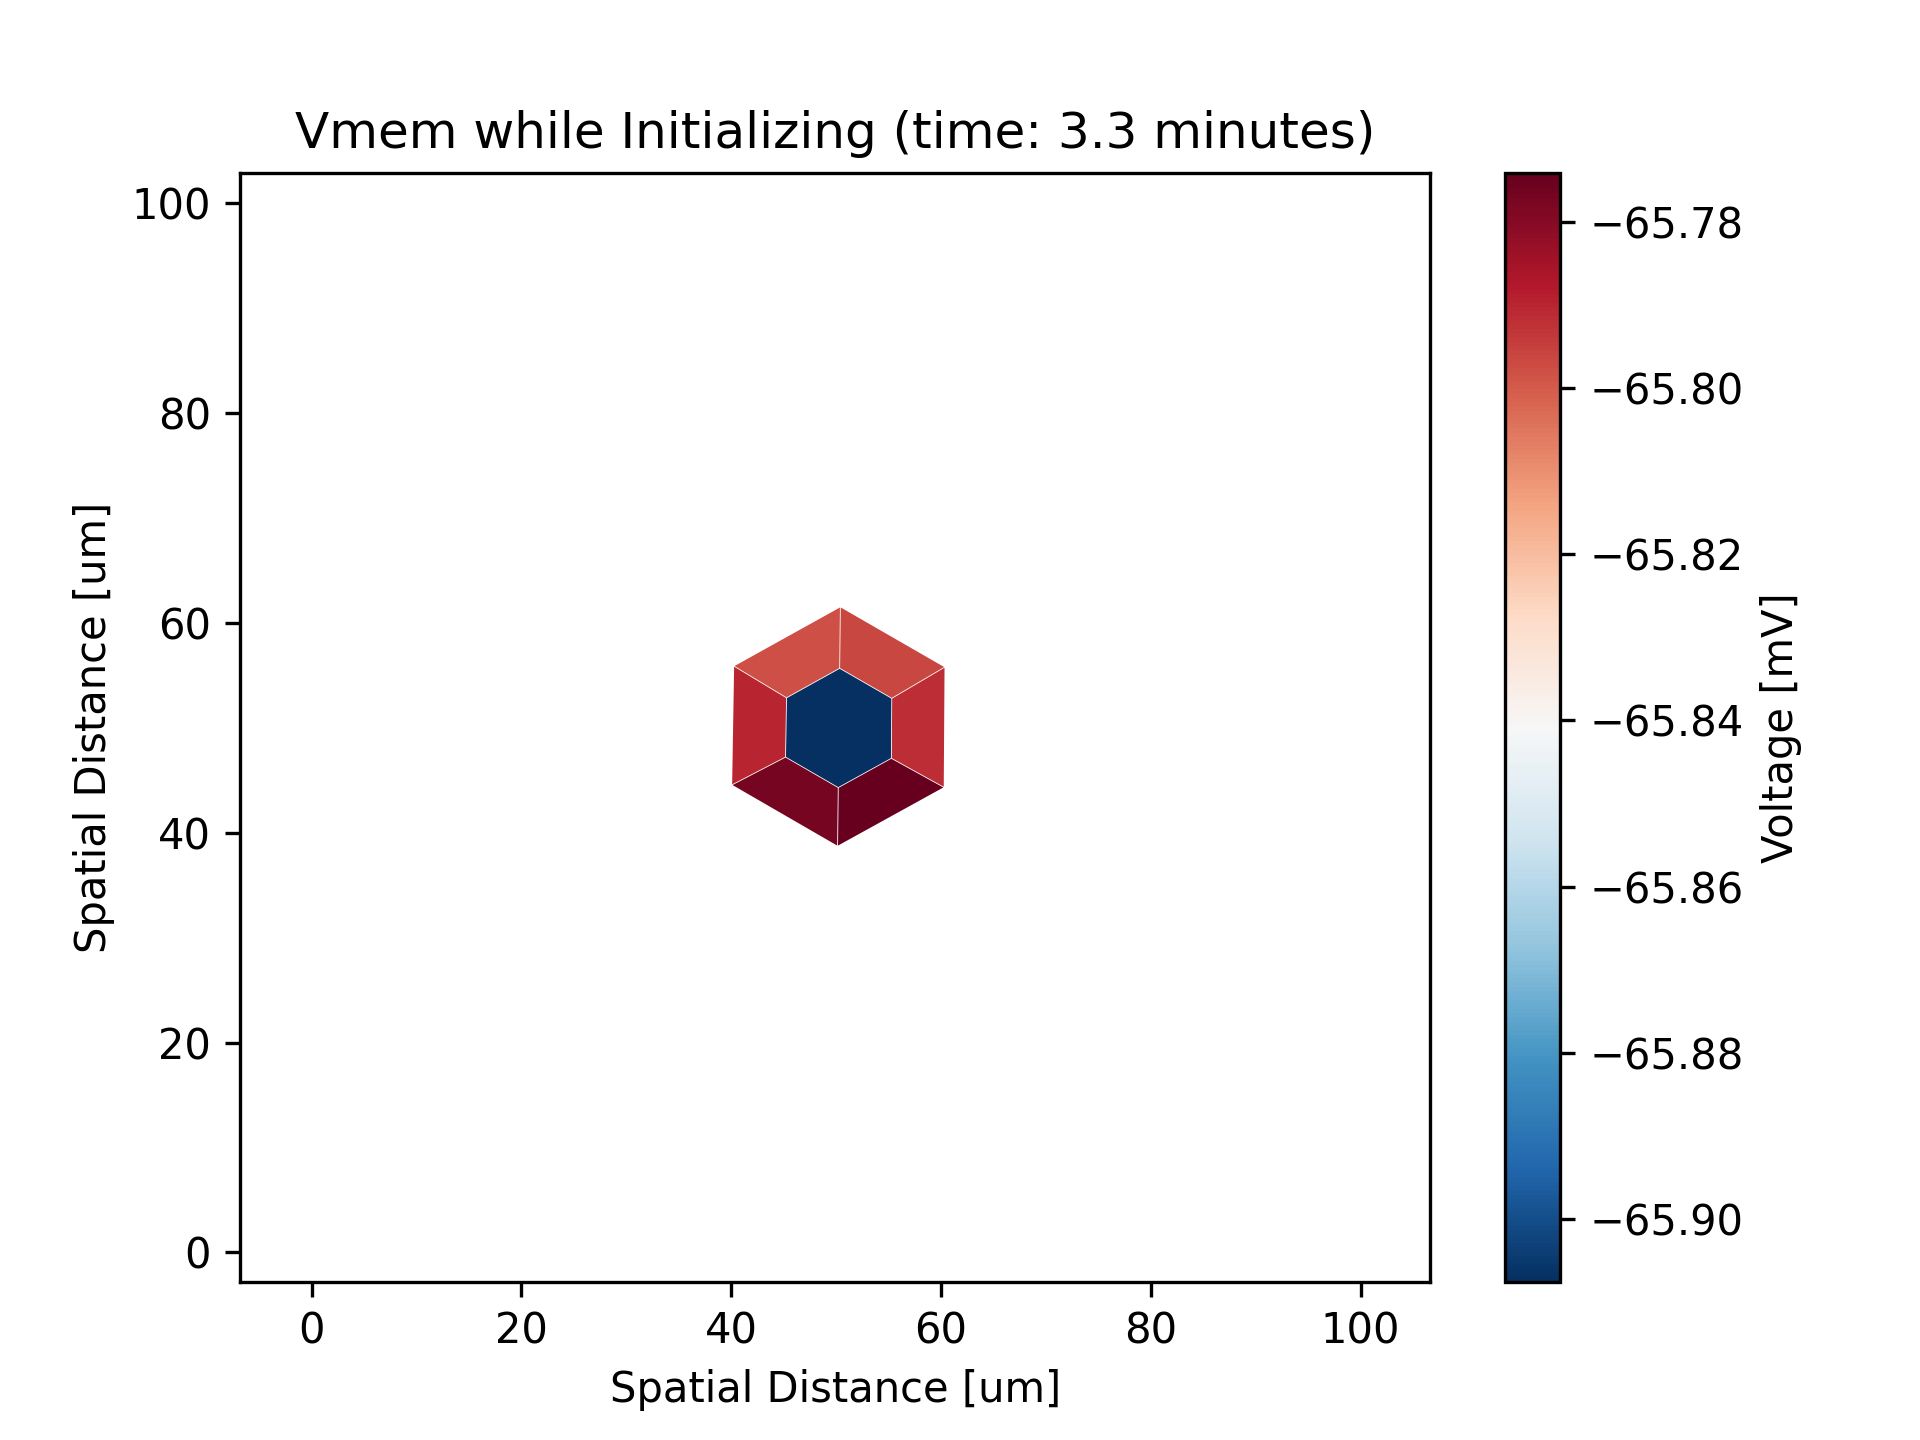 Vmem while Initializing (time: 3.3 minutes)
100
80
60
40
20
0
Spatial Distance [um]
0 20 40 60 80 100
Spatial Distance [um]
−65.78
−65.80
−65.82
−65.84
−65.86
−65.88
−65.90
Voltage [mV]